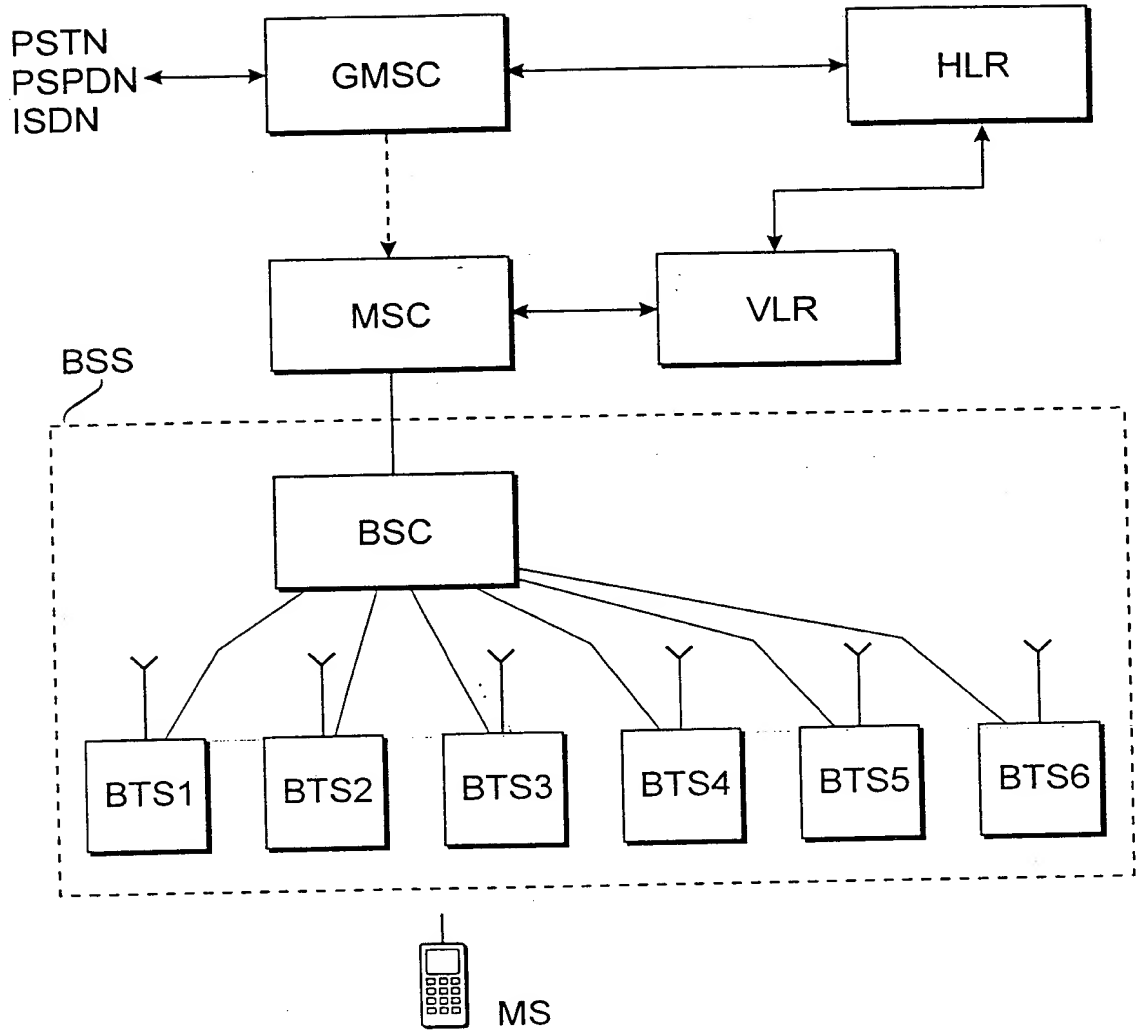 PSTN
PSPDN
ISDN
GMSC
HLR
MSC
VLR
BSS
BSC
BTS1
BTS2
BTS3
BTS4
BTS5
BTS6
MS